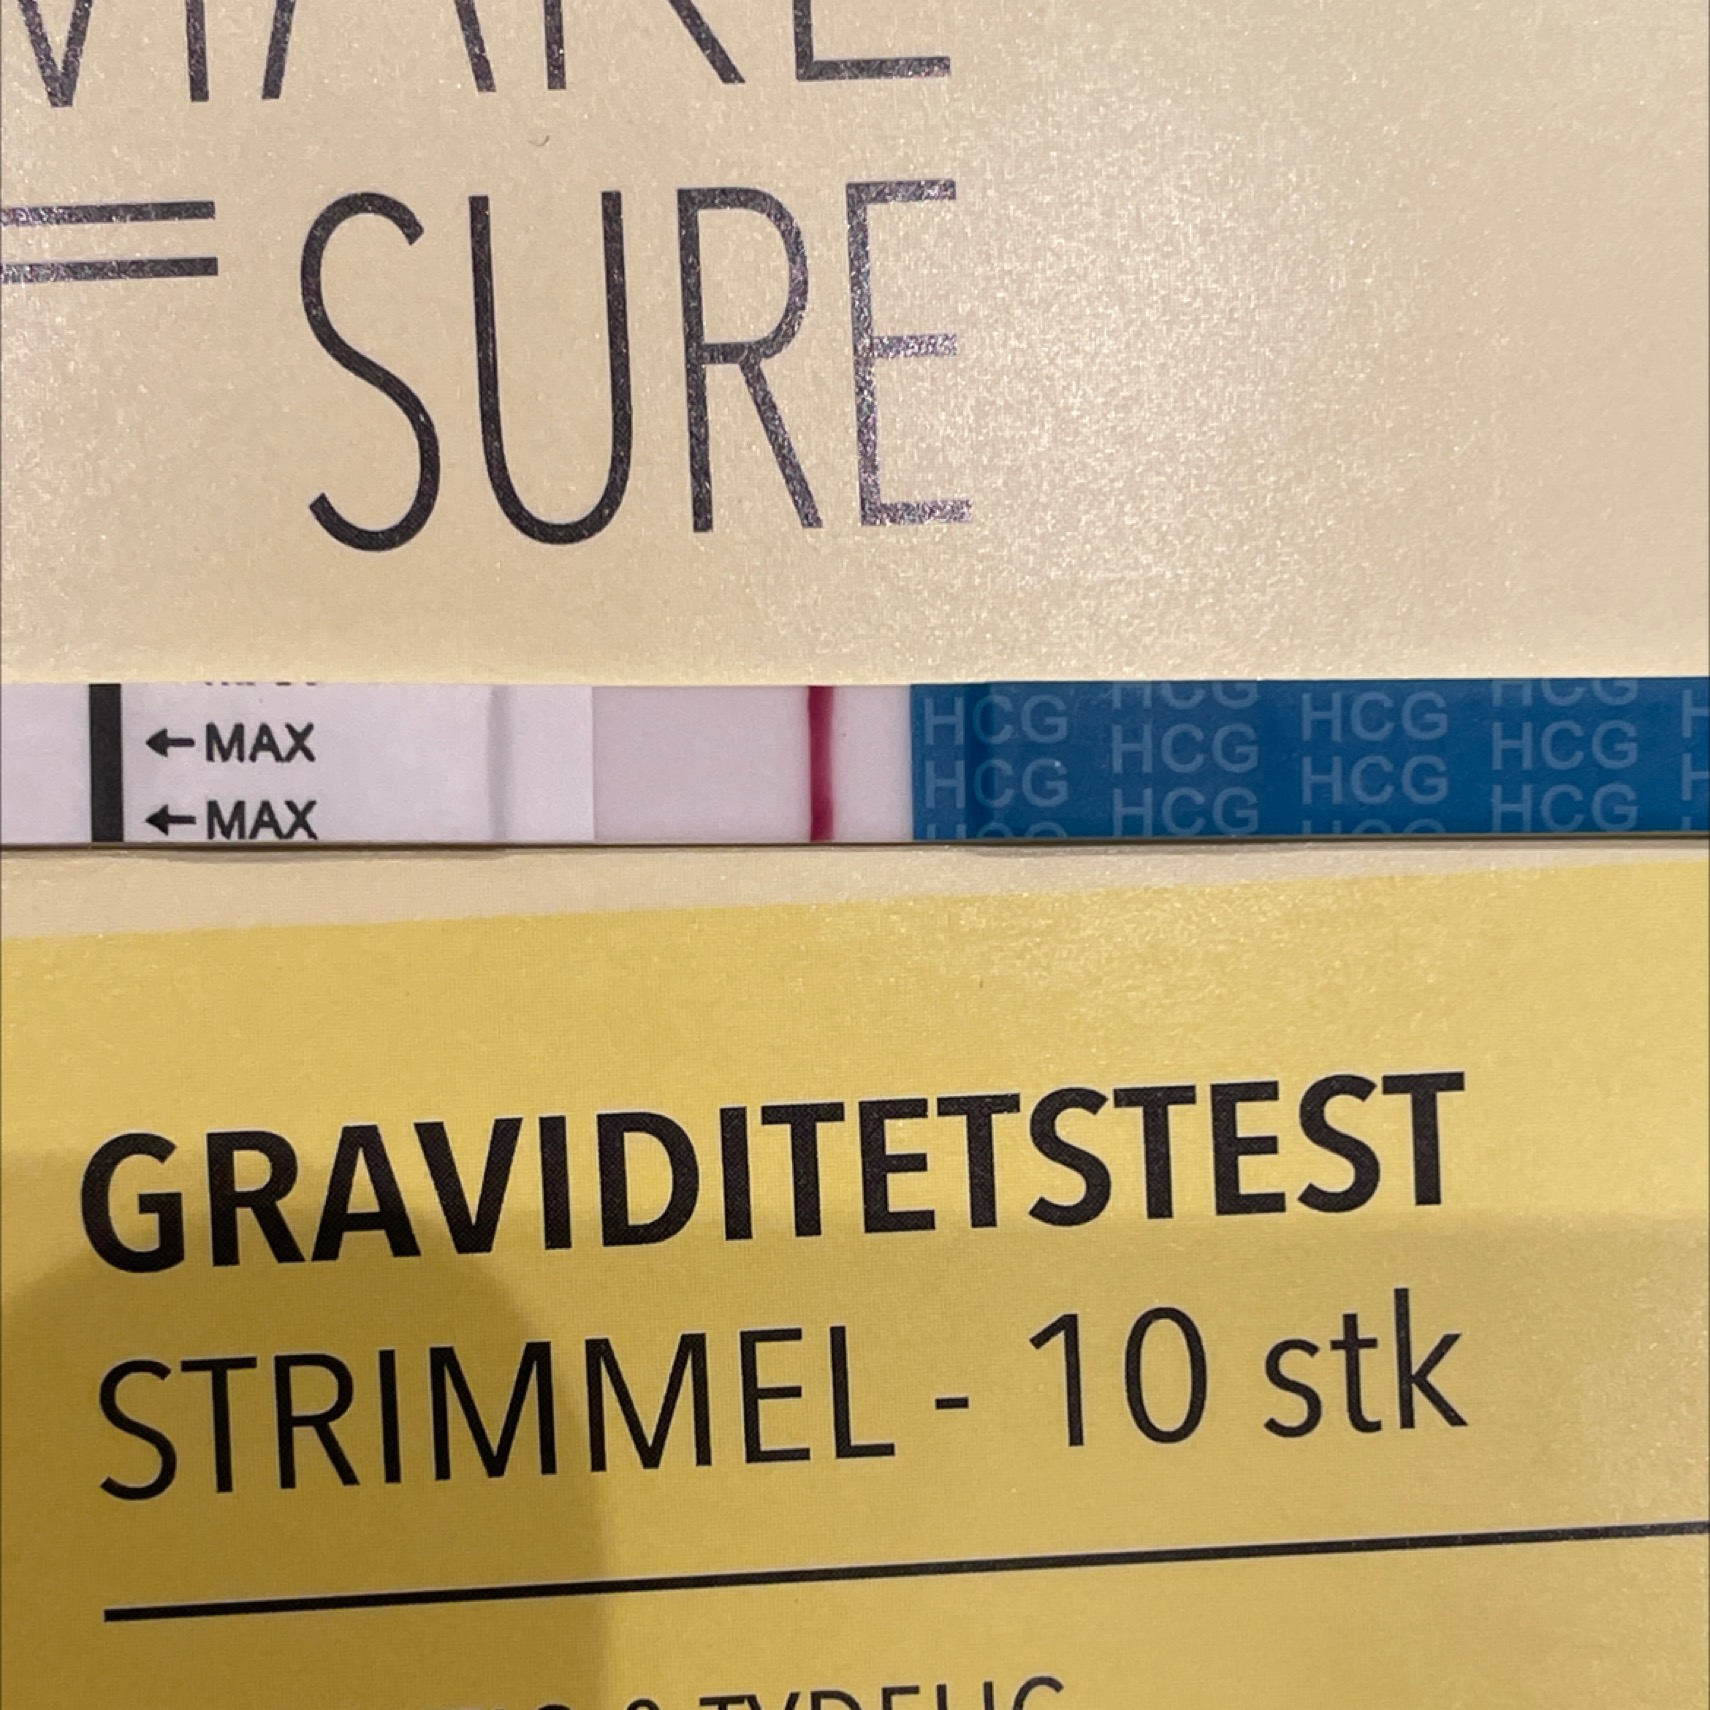 MAKE
= SURE
←MAX
←MAX
HCG HCG HCG HCG
HCG HCG HCG HCG
HCG HCG HCG HCG
GRAVIDITETSTEST
STRIMMEL - 10 stk